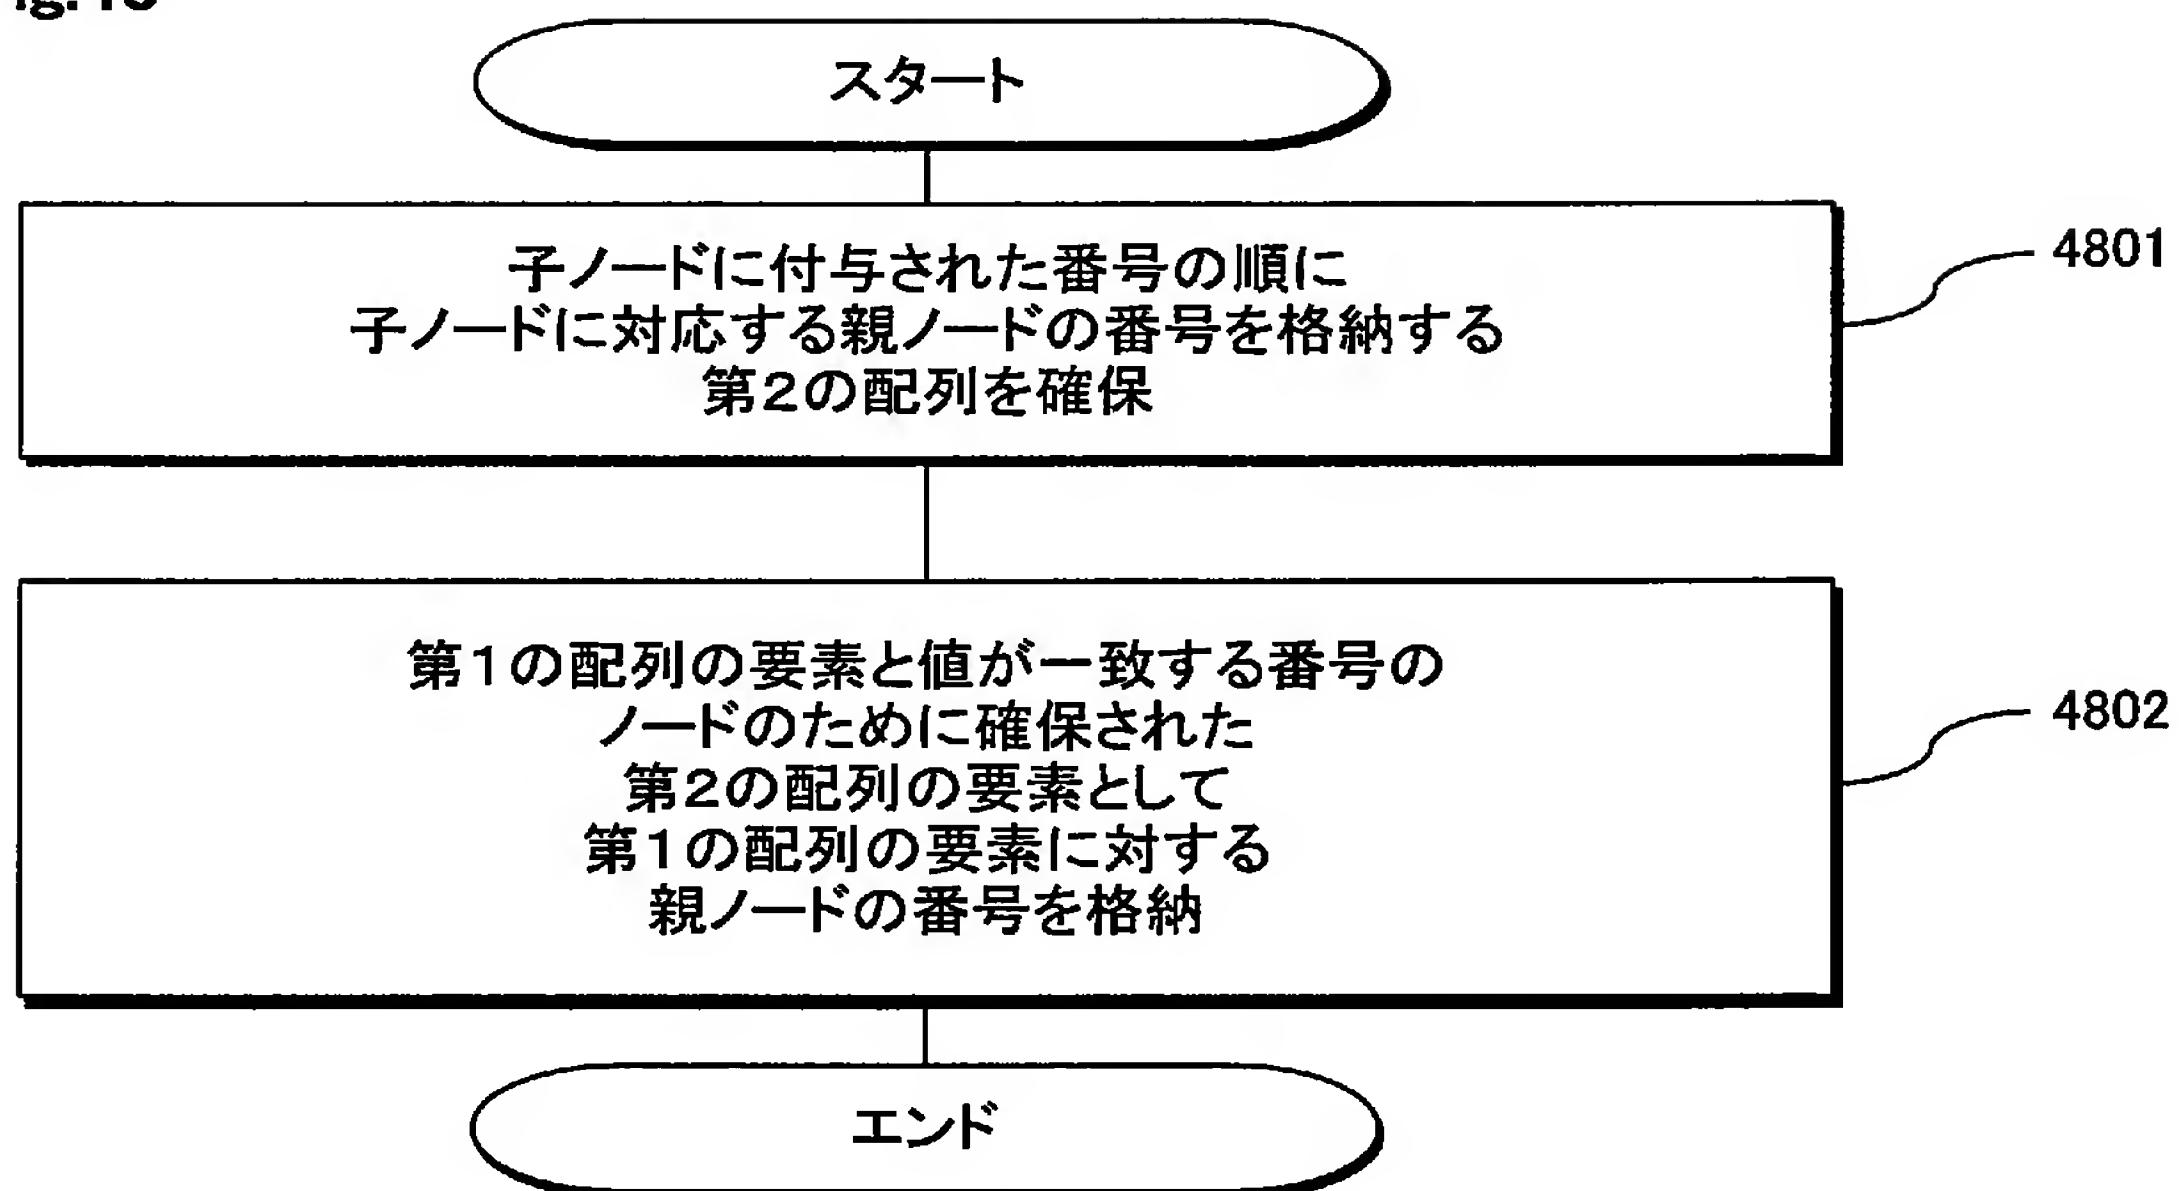 スタート
子ノードに付与された番号の順に
子ノードに対応する親ノードの番号を格納する
第2の配列を確保
4801
第1の配列の要素と値が一致する番号の
ノードのために確保された
第2の配列の要素として
第1の配列の要素に対する
親ノードの番号を格納
4802
エンド